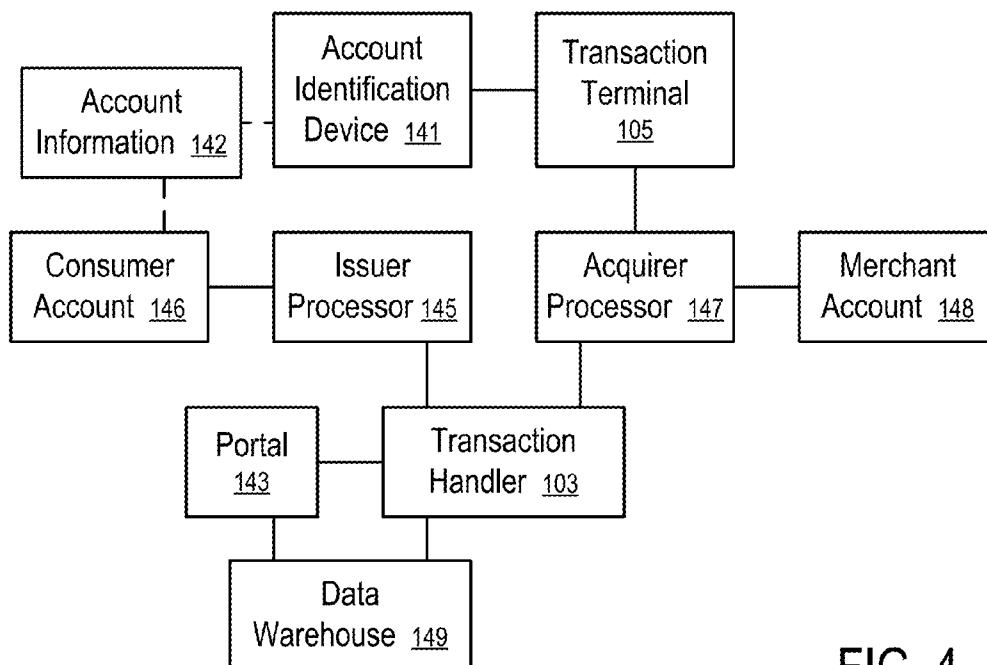 Account
Identification
Device 141
Transaction
Terminal
105
Account
Information 142
Consumer
Account 146
Issuer
Processor 145
Acquirer
Processor 147
Merchant
Account 148
Portal
143
Transaction
Handler 103
Data
Warehouse 149
FIG. 4